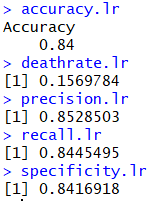 > accuracy.lr
Accuracy
0.84
> deathrate.lr
[1] 0.1569784
> precision.lr
[1] 0.8528503
> recall.lr
[1] 0.8445495
> specificity.lr
[1] 0.8416918